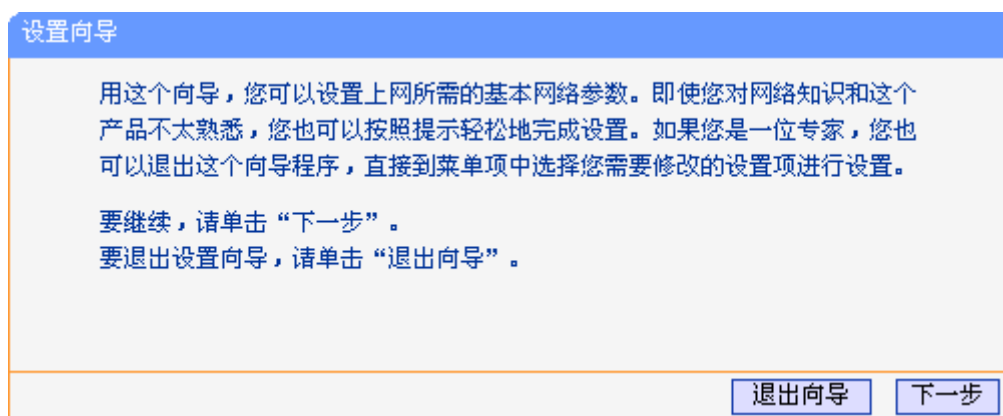 设置向导
用这个向导，您可以设置上网所需的基本网络参数。即使您对网络知识和这个
产品不太熟悉，您也可以按照提示轻松地完成设置。如果您是一位专家，您也
可以退出这个向导程序，直接到菜单项中选择您需要修改的设置项进行设置。
要继续，请单击“下一步”。
要退出设置向导，请单击“退出向导”。
退出向导 下一步